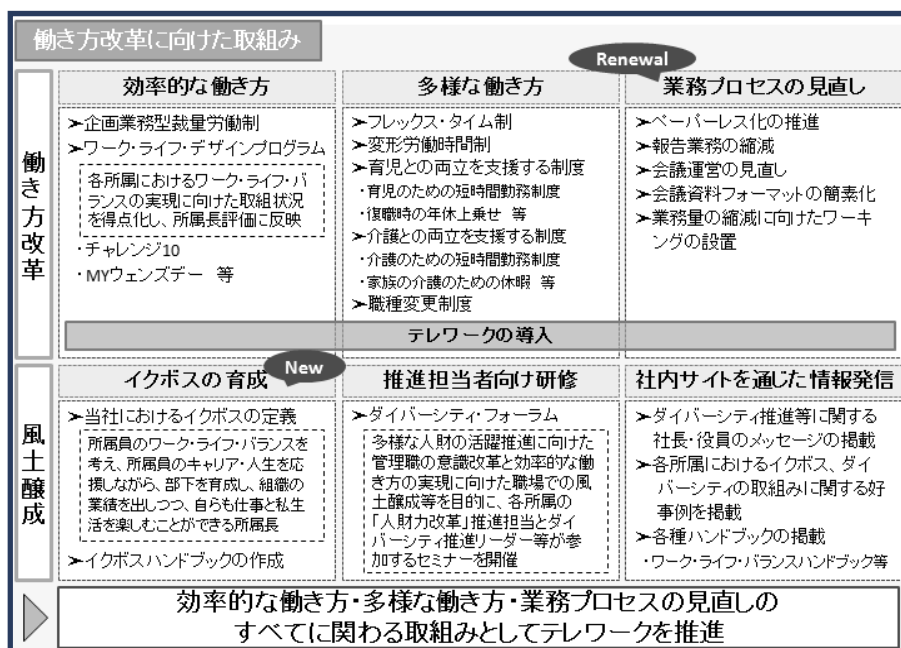 働き方改革に向けた取組み
Renewal
働き方改革
効率的な働き方
➤企画業務型裁量労働制
➤ワーク・ライフ・デザインプログラム
各所属におけるワーク・ライフ・バ
ランスの実現に向けた取組状況
を得点化し、所属長評価に反映
・チャレンジ10
・MYウェンズデー 等
多様な働き方
➤フレックス・タイム制
➤変形労働時間制
➤育児との両立を支援する制度
・育児のための短時間勤務制度
・復職時の年休上乗せ 等
➤介護との両立を支援する制度
・介護のための短時間勤務制度
・家族の介護のための休暇 等
➤職種変更制度
業務プロセスの見直し
➤ペーパーレス化の推進
➤報告業務の縮減
➤会議運営の見直し
➤会議資料フォーマットの簡素化
➤業務量の縮減に向けたワーキ
ングの設置
テレワークの導入
風土醸成
イクボスの育成
New
➤当社におけるイクボスの定義
所属員のワーク・ライフ・バランスを
考え、所属員のキャリア・人生を応
援しながら、部下を育成し、組織の
業績を出しつつ、自らも仕事と私生
活を楽しむことができる所属長
➤イクボスハンドブックの作成
推進担当者向け研修
➤ダイバーシティ・フォーラム
多様な人財の活躍推進に向けた
管理職の意識改革と効率的な働
き方の実現に向けた職場での風
土醸成等を目的に、各所属の
「人財力改革」推進担当とダイ
バーシティ推進リーダー等が参
加するセミナーを開催
社内サイトを通じた情報発信
➤ダイバーシティ推進等に関する
社長・役員のメッセージの掲載
➤各所属におけるイクボス、ダイ
バーシティの取組みに関する好
事例を掲載
➤各種ハンドブックの掲載
・ワーク・ライフ・バランスハンドブック等
効率的な働き方・多様な働き方・業務プロセスの見直しの
すべてに関わる取組みとしてテレワークを推進